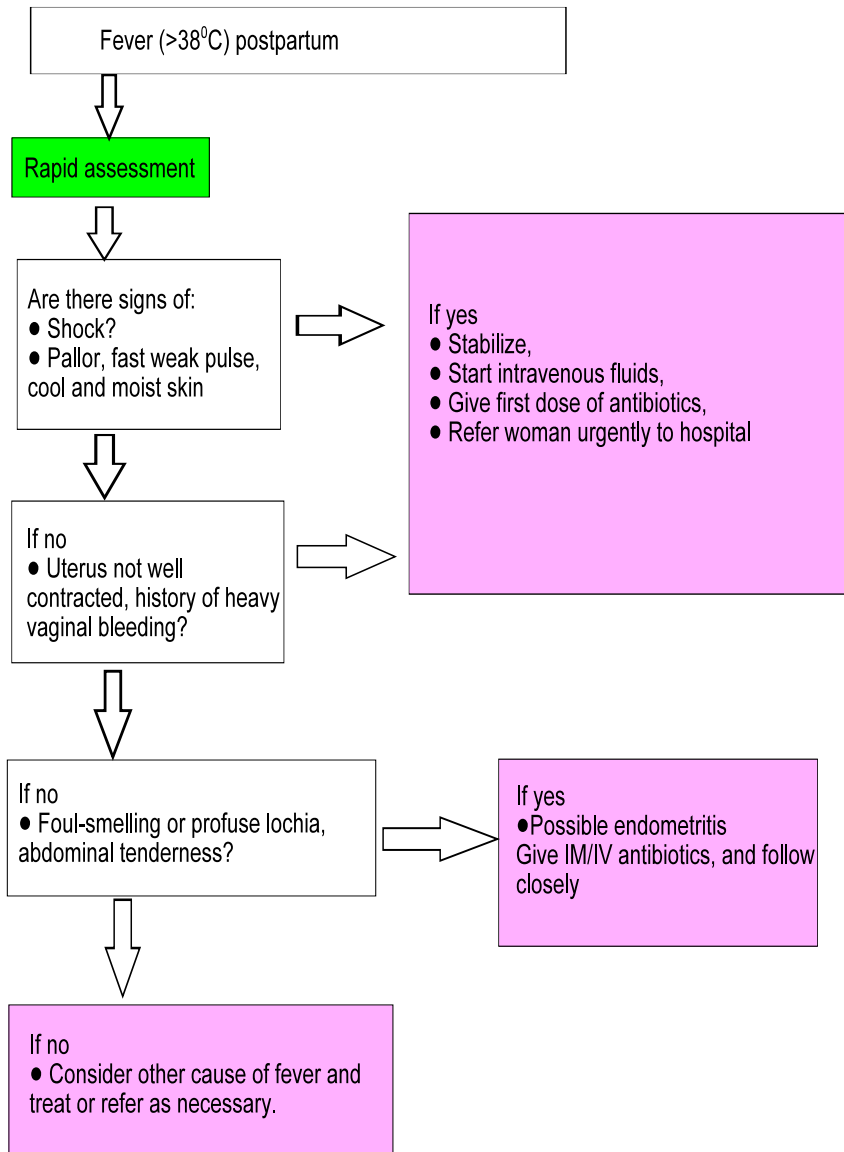 Fever (>38⁰C) postpartum
Rapid assessment
Are there signs of:
● Shock?
● Pallor, fast weak pulse,
cool and moist skin
If yes
● Stabilize,
● Start intravenous fluids,
● Give first dose of antibiotics,
● Refer woman urgently to hospital
If no
● Uterus not well
contracted, history of heavy
vaginal bleeding?
If no
● Foul-smelling or profuse lochia,
abdominal tenderness?
If yes
●Possible endometritis
Give IM/IV antibiotics, and follow
closely
If no
● Consider other cause of fever and
treat or refer as necessary.